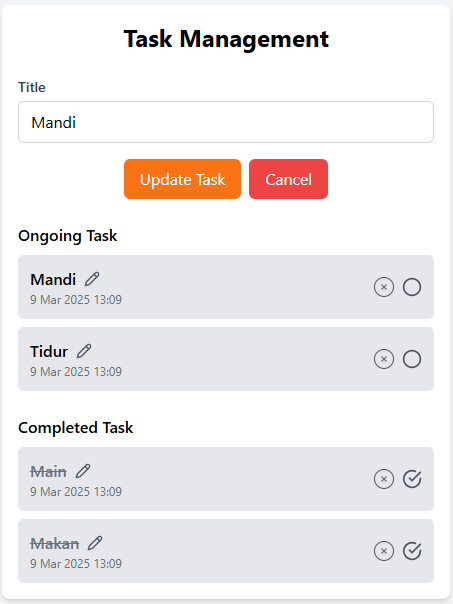 Task Management
Title
Mandi
Update Task Cancel
Ongoing Task
Mandi
9 Mar 2025 13:09
Tidur
9 Mar 2025 13:09
Completed Task
Main
9 Mar 2025 13:09
Makan
9 Mar 2025 13:09